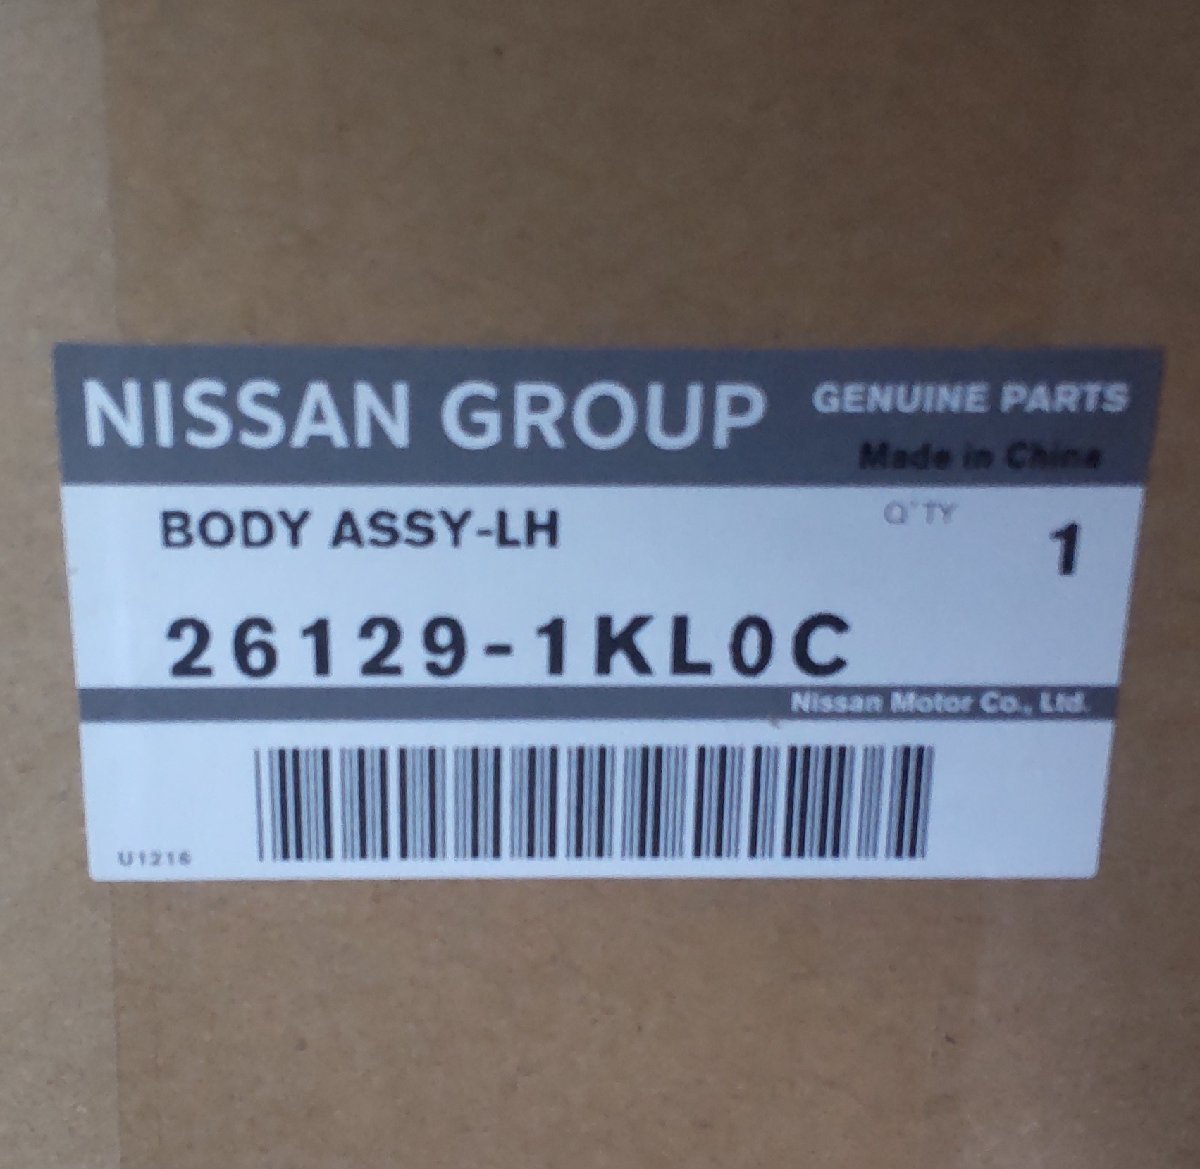 NISSAN GROUP
GENUINE PARTS
Made in China
BODY ASSY-LH
Q'TY
1
26129-1KL0C
Nissan Motor Co., Ltd.
U1216